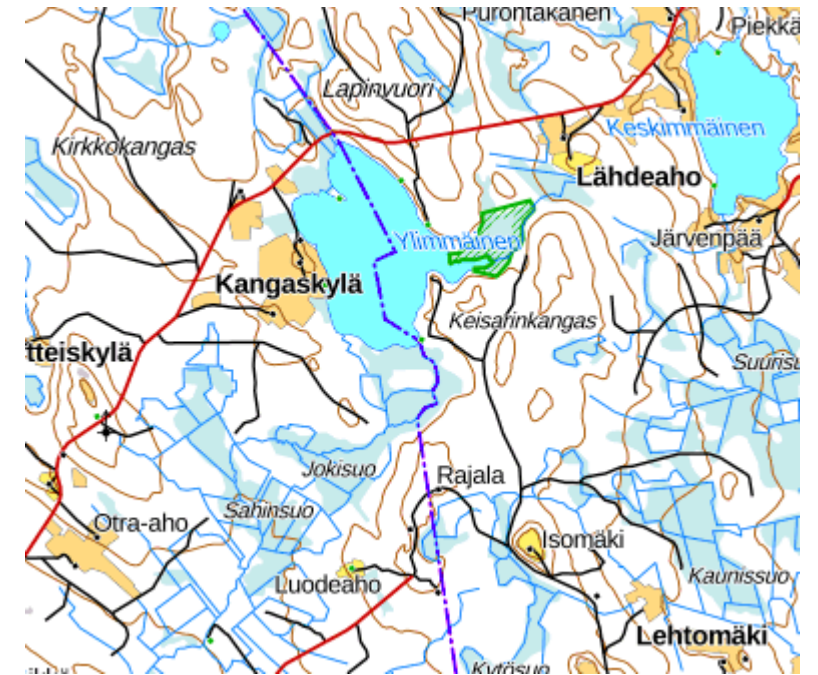 Purontakanen
Piekkä
Lapinvuori
Keskimmäinen
Kirkkokangas
Lähdeaho
Ylimmäinen
Järvenpää
Kangaskylä
Keisarinkangas
tteiskylä
Suurisu
Jokisuo
Rajala
Sahinsuo
Otra-aho
Isomäki
Luodeaho
Kaunissuo
Lehtomäki
Kytösuo